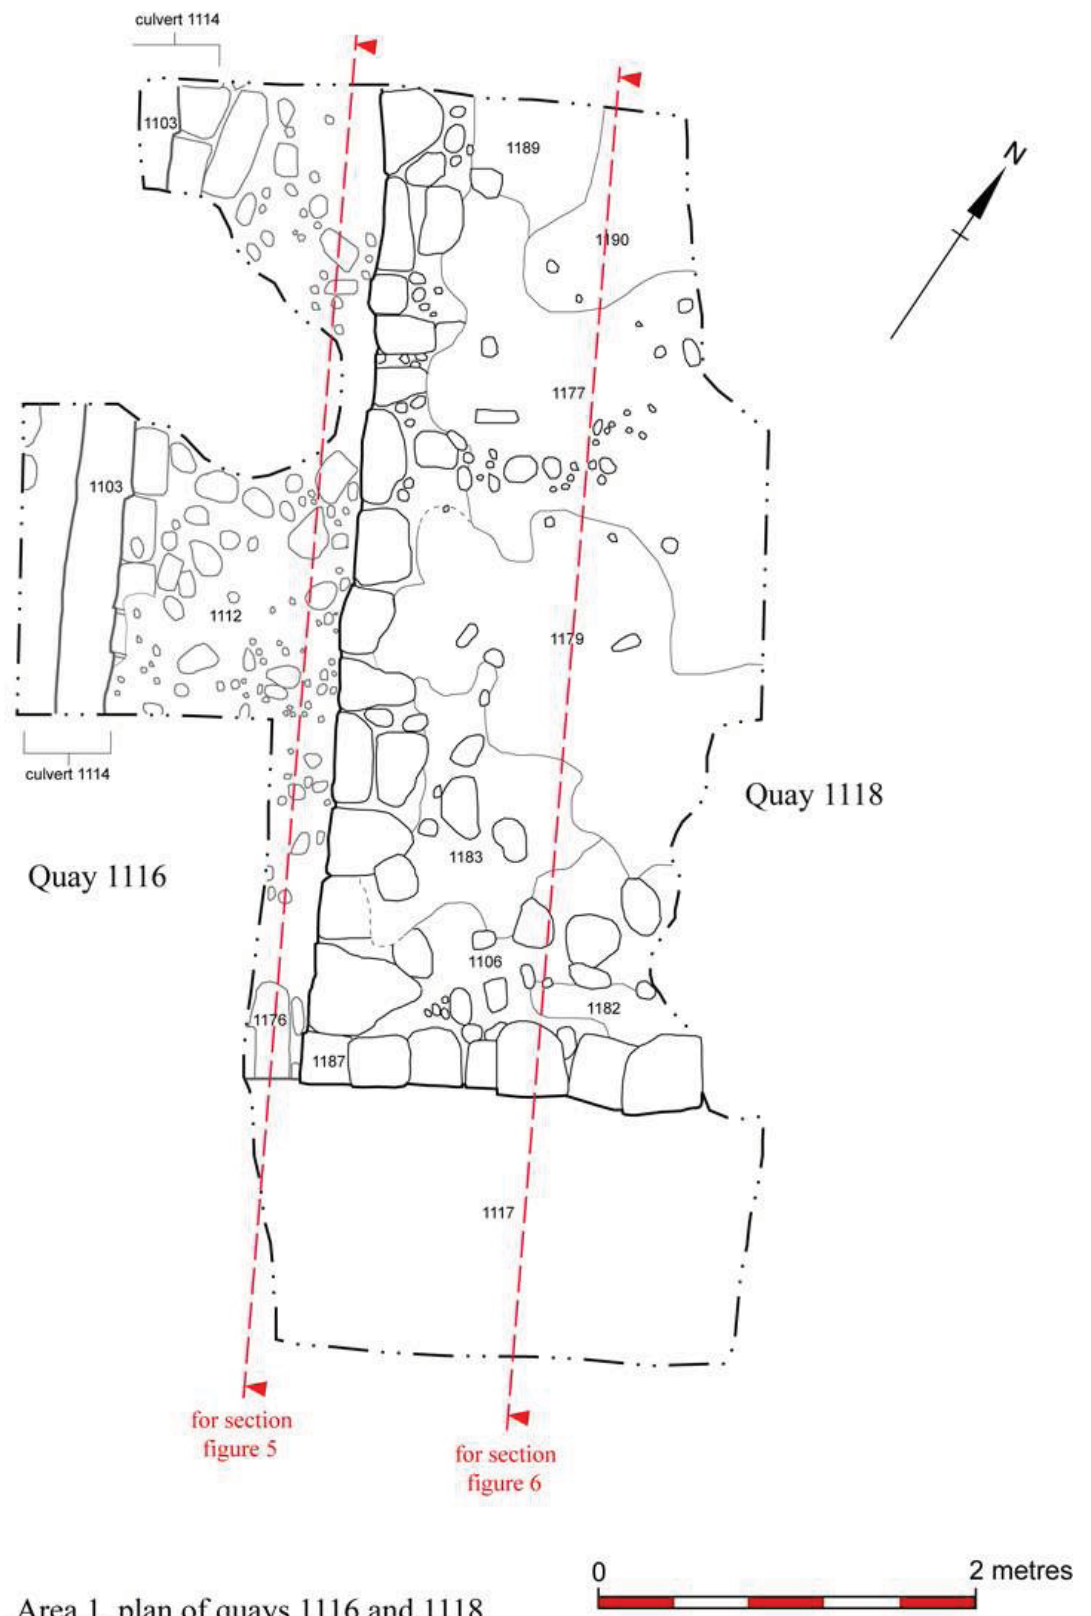 culvert 1114
1103
1189
N
1190
1177
1103
1112
1179
culvert 1114
Quay 1118
1183
Quay 1116
1106
1182
1176
1187
1117
for section
figure 5
for section
figure 6
0
2 metres
Area 1, plan of quays 1116 and 1118